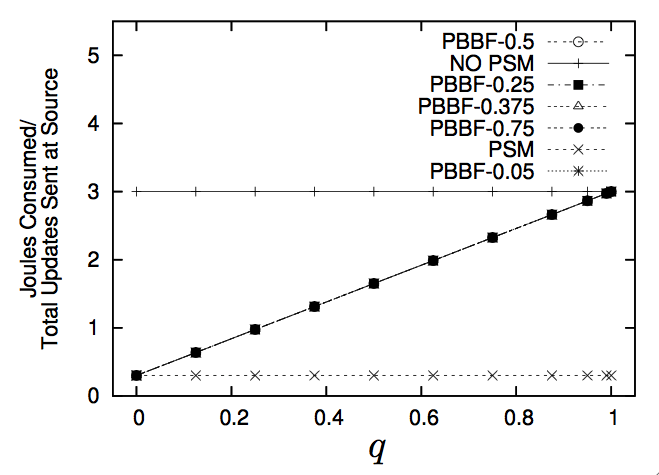 Joules Consumed/
Total Updates Sent at Source
5
4
3
2
1
0
PBBF-0.5
NO PSM
PBBF-0.25
PBBF-0.375
PBBF-0.75
PSM
PBBF-0.05
0 0.2 0.4 0.6 0.8 1
q